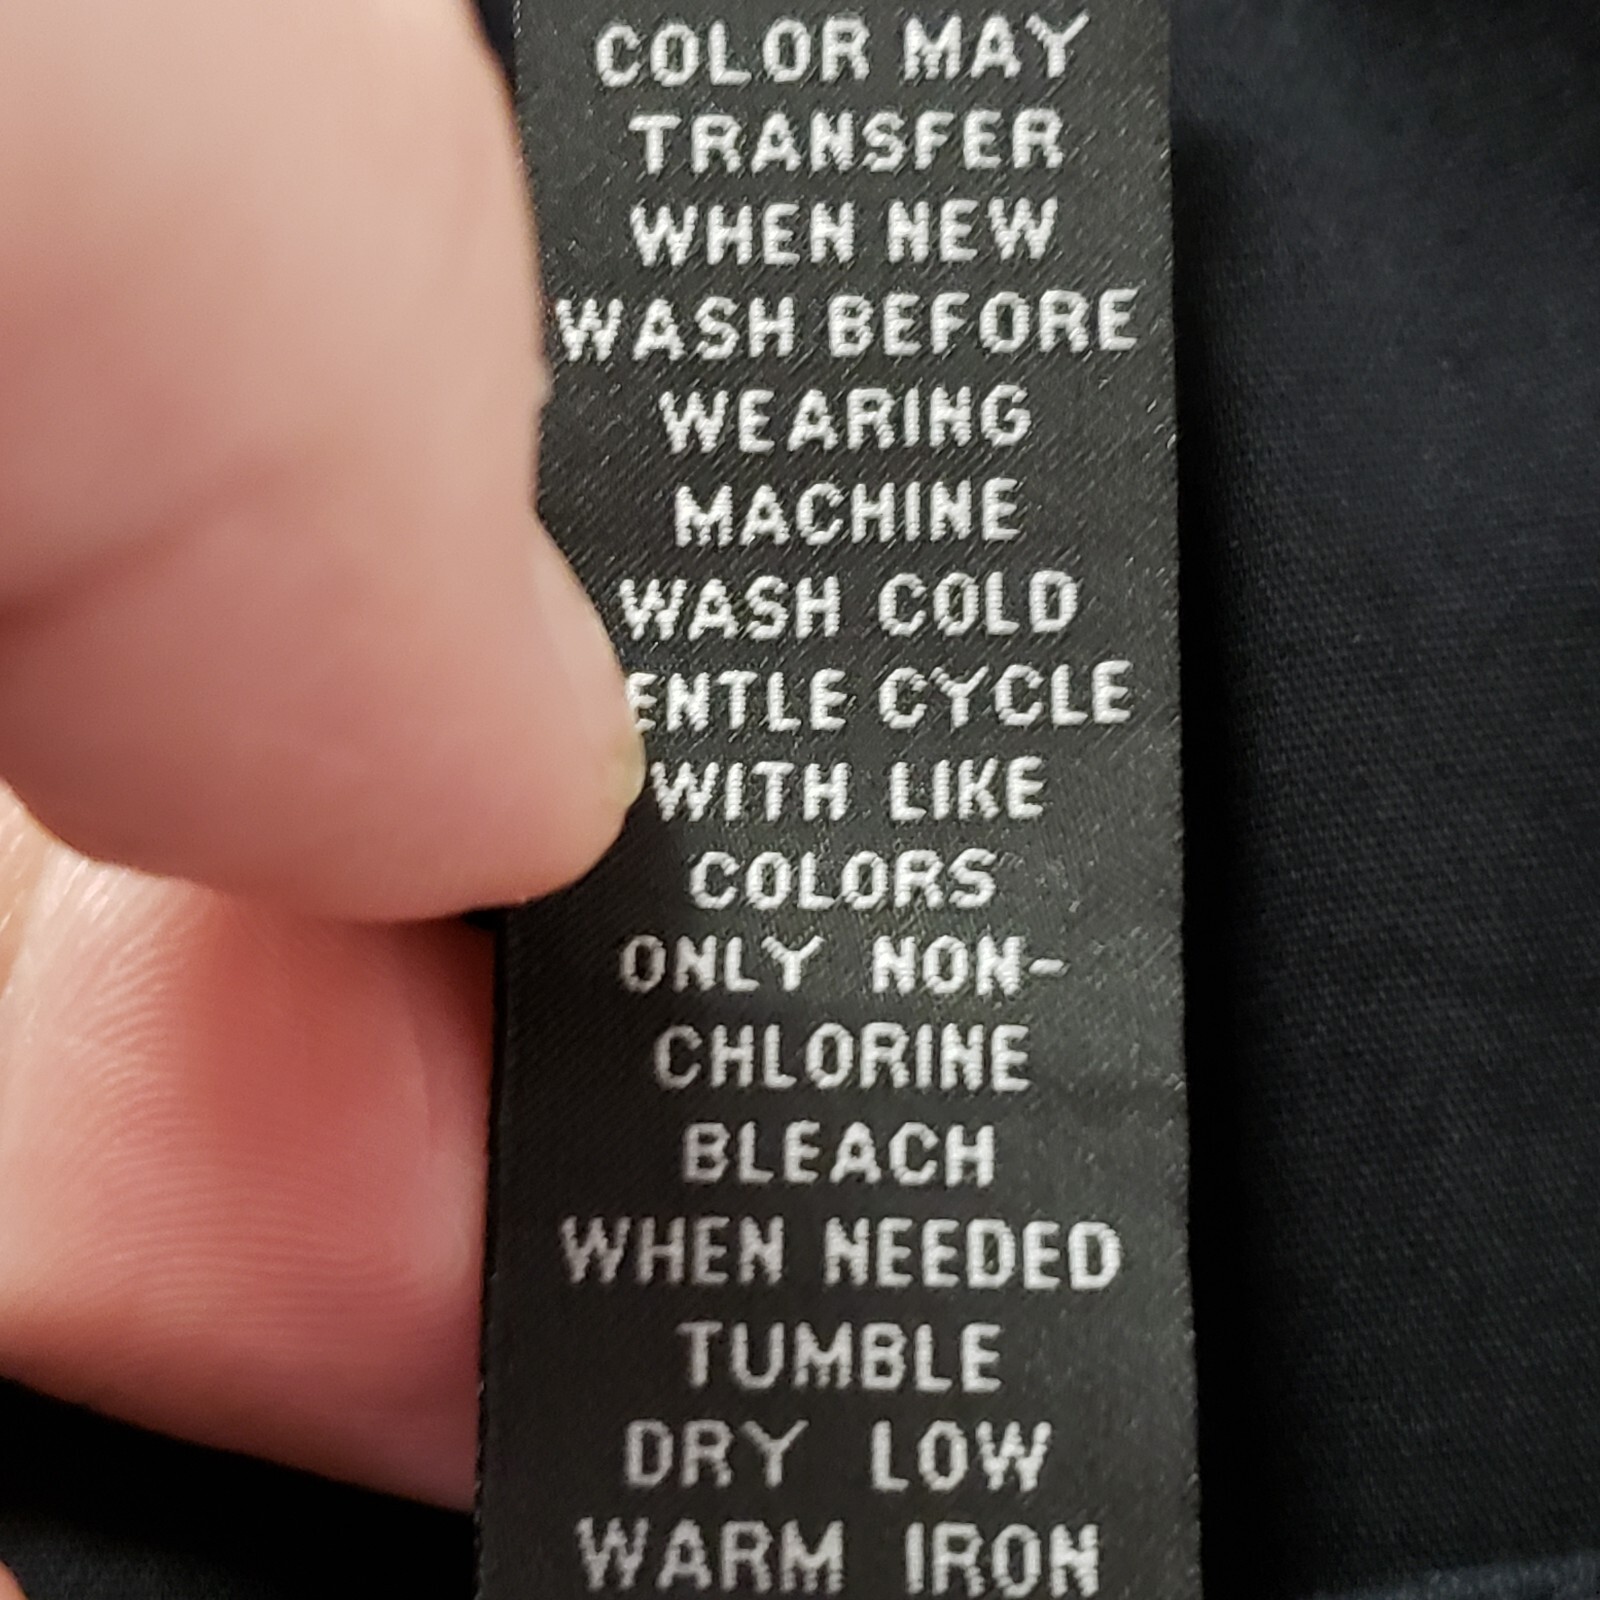 COLOR MAY
TRANSFER
WHEN NEW
WASH BEFORE
WEARING
MACHINE
WASH COLD
ENTLE CYCLE
WITH LIKE
COLORS
ONLY NON-
CHLORINE
BLEACH
WHEN NEEDED
TUMBLE
DRY LOW
WARM IRON